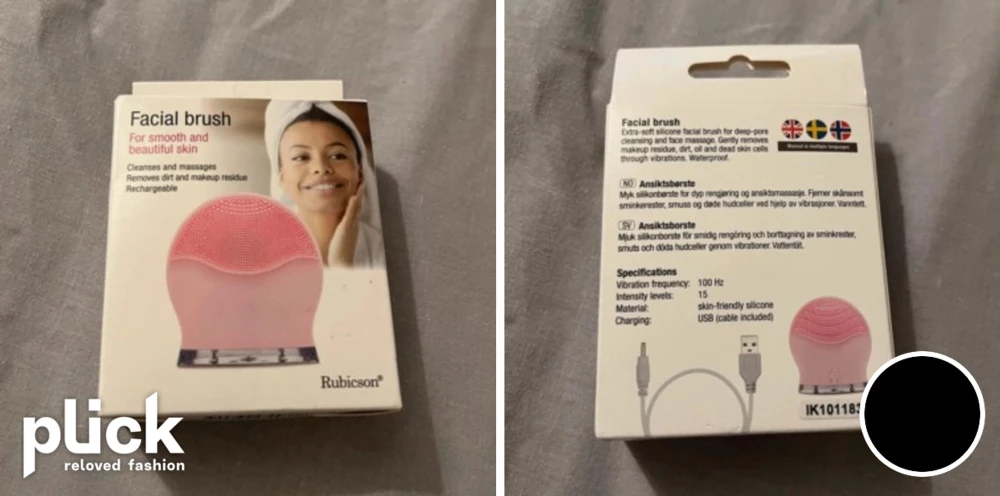 Facial brush
For smooth and
beautiful skin
Cleanses and massages
Removes dirt and makeup residue
Rechargeable
Rubicson®
plick
reloved fashion
Facial brush
Extra-soft silicone facial brush for deep-pore
cleansing and face massage. Gently removes
makeup residue, dirt, oil and dead skin cells
through vibrations. Waterproof.
Manual in multiple languages
NO Ansiktsbørste
Myk silikonbørste for dyp rengjøring og ansiktsmassasje. Fjerner skånsomt
sminkerester, smuss og døde hudceller ved hjelp av vibrasjoner. Vanntett.
SV Ansiktsborste
Mjuk silikonborste för smidig rengöring och borttagning av sminkrester,
smuts och döda hudceller genom vibrationer. Vattentät.
Specifications
Vibration frequency: 100 Hz
Intensity levels: 15
Material: skin-friendly silicone
Charging: USB (cable included)
IK101183